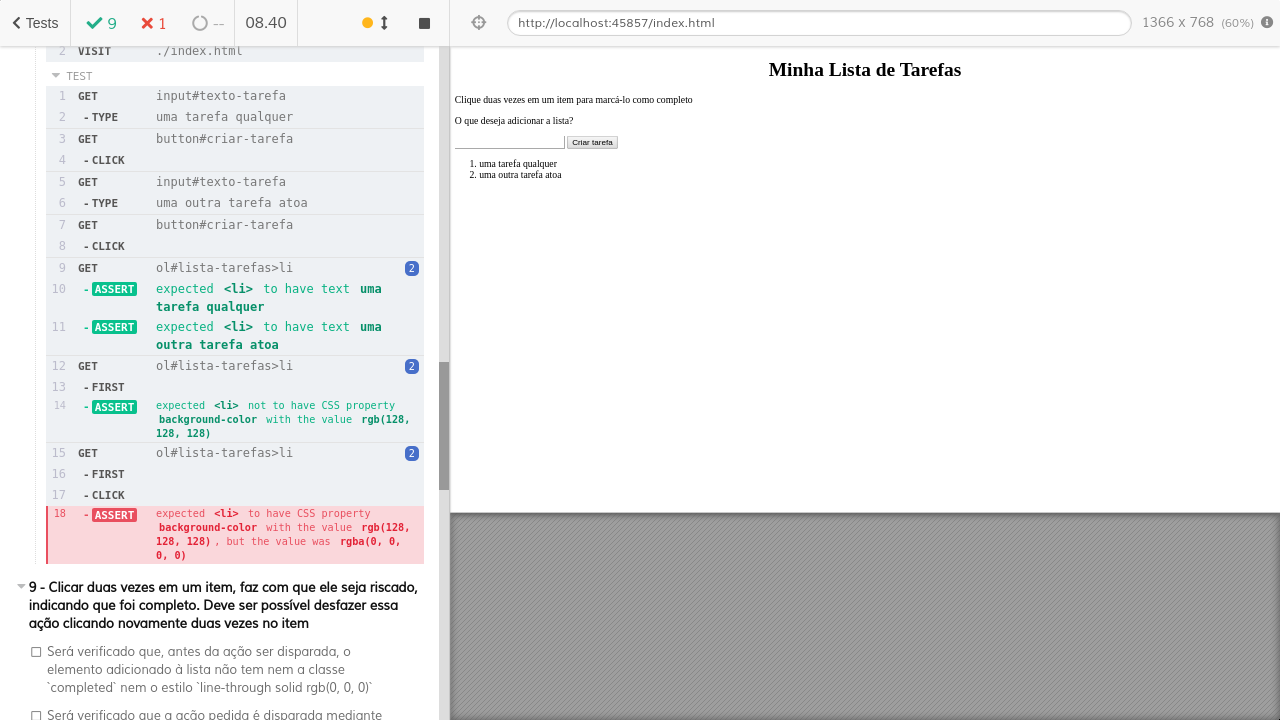 Tests
9
1
--
08.40
http://localhost:45857/index.html
1366 x 768 (60%)
2 VISIT ./index.html
TEST
1 GET input#texto-tarefa
2 - TYPE uma tarefa qualquer
3 GET button#criar-tarefa
4 - CLICK
5 GET input#texto-tarefa
6 - TYPE uma outra tarefa atoa
7 GET button#criar-tarefa
8 - CLICK
9 GET ol#lista-tarefas>li 2
10 - ASSERT expected <li> to have text uma
tarefa qualquer
11 - ASSERT expected <li> to have text uma
outra tarefa atoa
12 GET ol#lista-tarefas>li 2
13 - FIRST
14 - ASSERT expected <li> not to have CSS property
background-color with the value rgb(128,
128, 128)
15 GET ol#lista-tarefas>li 2
16 - FIRST
17 - CLICK
18 - ASSERT expected <li> to have CSS property
background-color with the value rgb(128,
128, 128) , but the value was rgba(0, 0,
0, 0)
9 - Clicar duas vezes em um item, faz com que ele seja riscado,
indicando que foi completo. Deve ser possível desfazer essa
ação clicando novamente duas vezes no item
Será verificado que, antes da ação ser disparada, o
elemento adicionado à lista não tem nem a classe
`completed` nem o estilo `line-through solid rgb(0, 0, 0)`
Será verificado que a ação pedida é disparada mediante
Minha Lista de Tarefas
Clique duas vezes em um item para marcá-lo como completo
O que deseja adicionar a lista?
Criar tarefa
1. uma tarefa qualquer
2. uma outra tarefa atoa